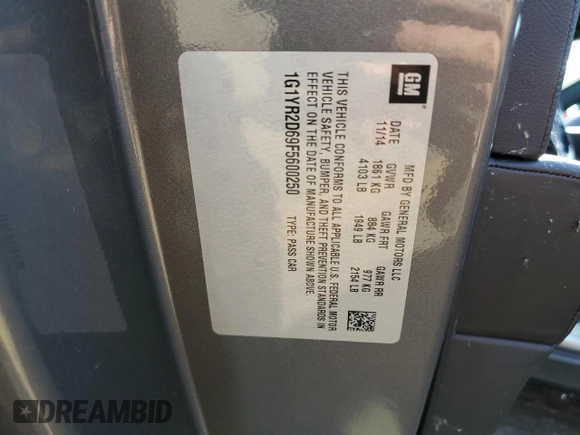 GM
MFD BY GENERAL MOTORS LLC
DATE GVWR GAWR FRT GAWR RR
11/14 1861 KG 884 KG 977 KG
4103 LB 1949 LB 2154 LB
THIS VEHICLE CONFORMS TO ALL APPLICABLE U.S. FEDERAL MOTOR
VEHICLE SAFETY, BUMPER, AND THEFT PREVENTION STANDARDS IN
EFFECT ON THE DATE OF MANUFACTURE SHOWN ABOVE.
1G1YR2D69F5600250 TYPE: PASS CAR
DREAMBID